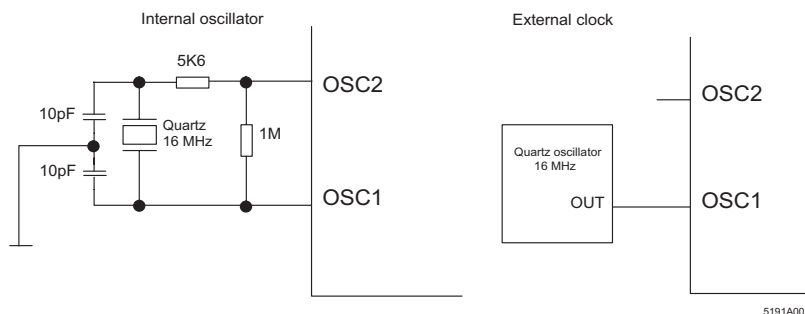 Internal oscillator
5K6
OSC2
10pF
Quartz
16 MHz
1M
10pF
OSC1
External clock
OSC2
Quartz oscillator
16 MHz
OUT
OSC1
5191A00